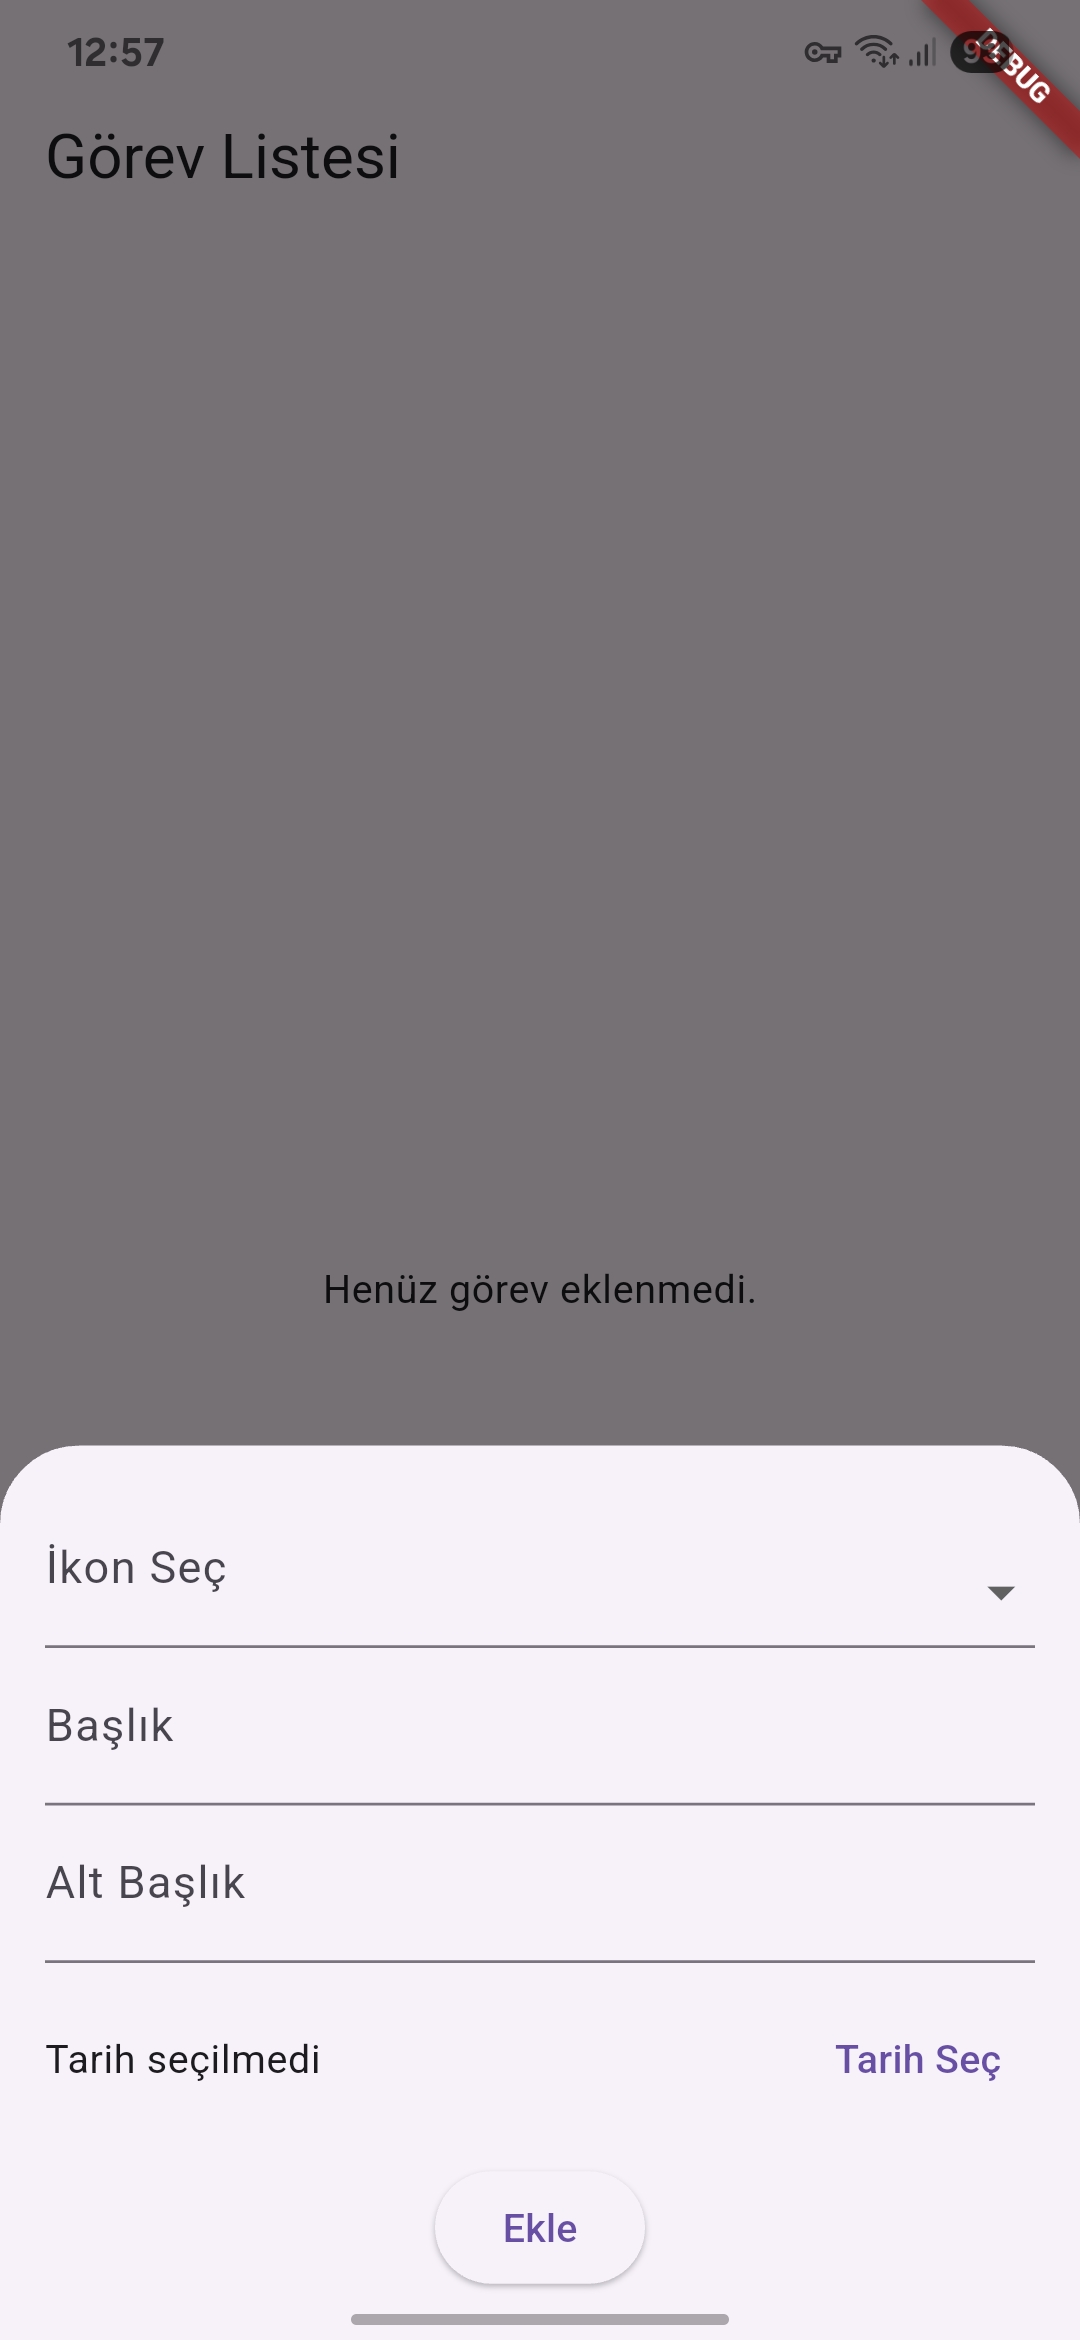 12:57
DEBUG
Görev Listesi
Henüz görev eklenmedi.
İkon Seç
Başlık
Alt Başlık
Tarih seçilmedi
Tarih Seç
Ekle